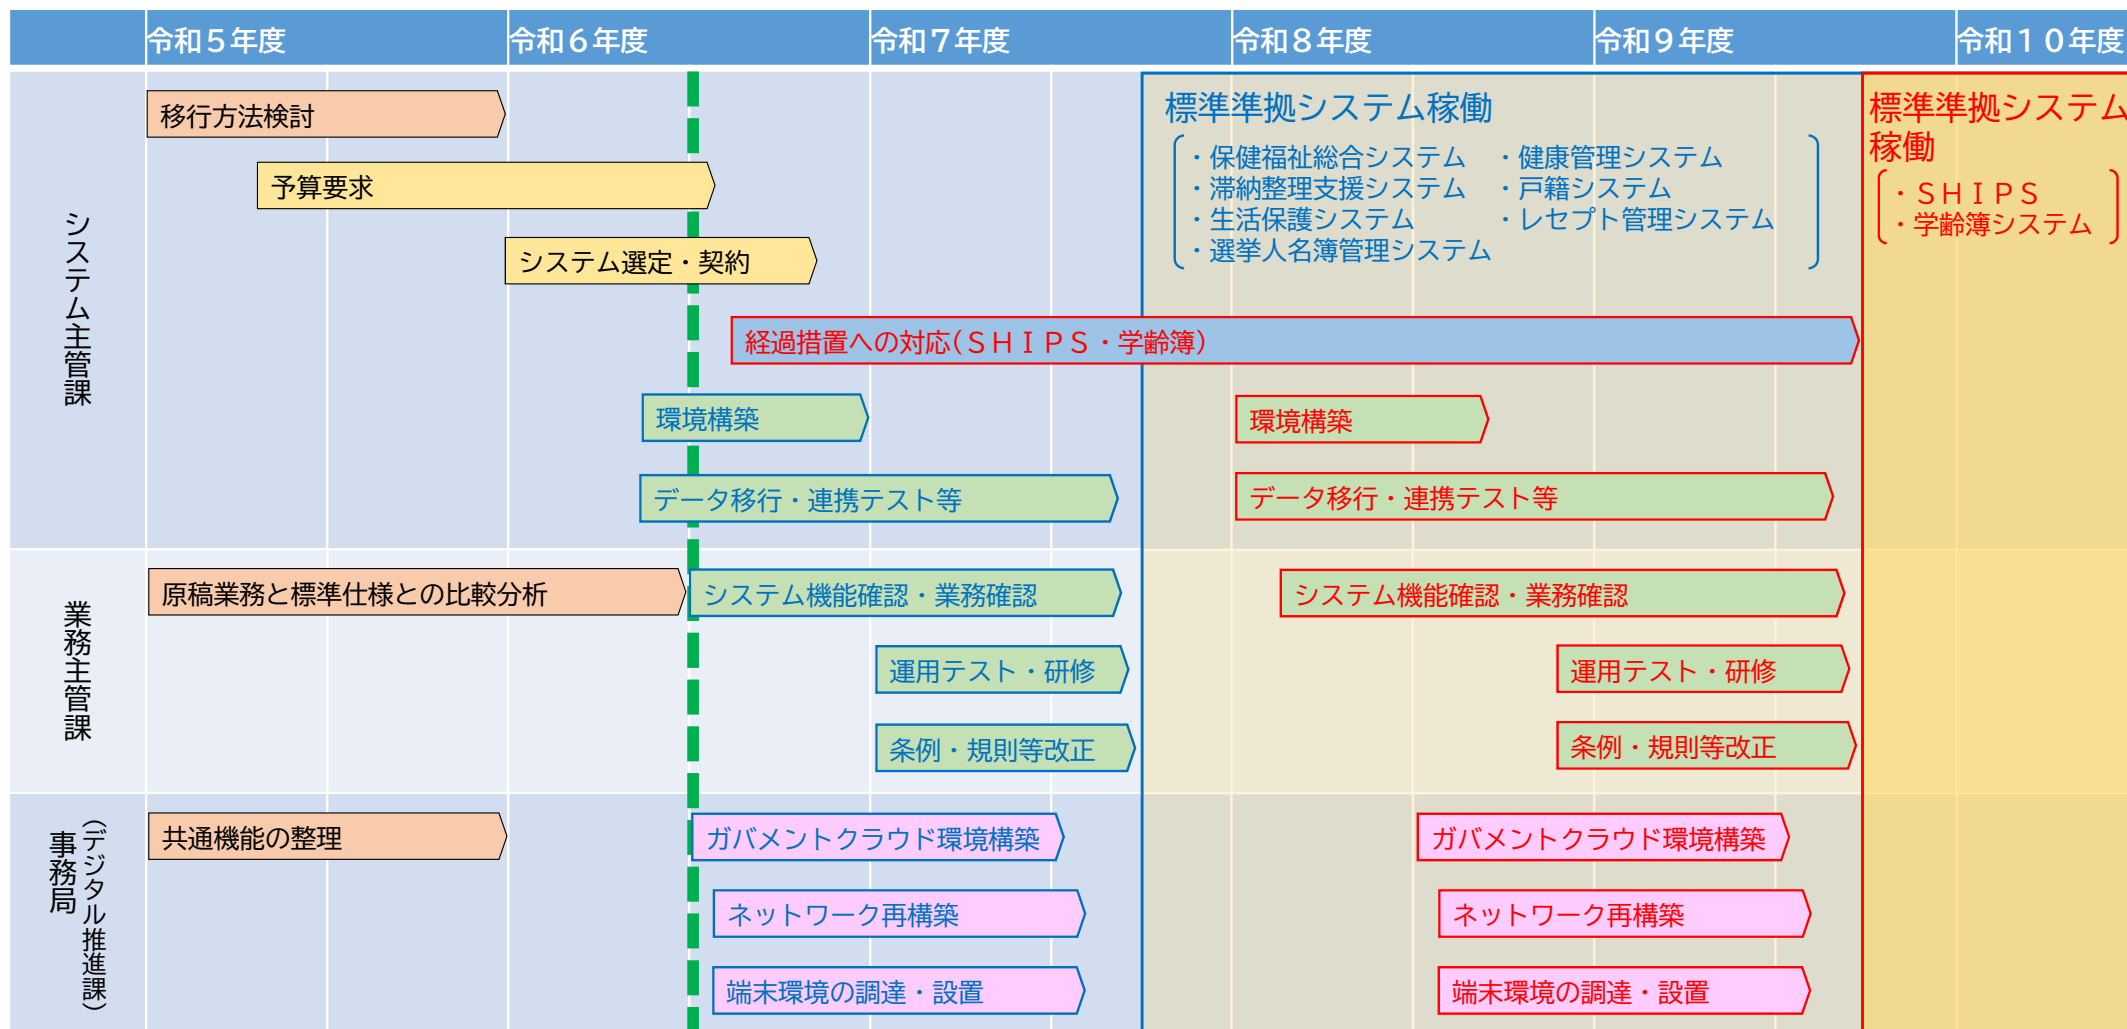 令和５年度
令和６年度
令和７年度
令和８年度
令和９年度
令和１０年度
システム主管課
移行方法検討
予算要求
システム選定・契約
経過措置への対応(ＳＨＩＰＳ・学齢簿)
環境構築
環境構築
データ移行・連携テスト等
データ移行・連携テスト等
標準準拠システム稼働
・保健福祉総合システム ・健康管理システム
・滞納整理支援システム ・戸籍システム
・生活保護システム ・レセプト管理システム
・選挙人名簿管理システム
標準準拠システム
稼働
・ＳＨＩＰＳ
・学齢簿システム
業務主管課
原稿業務と標準仕様との比較分析
システム機能確認・業務確認
システム機能確認・業務確認
運用テスト・研修
運用テスト・研修
条例・規則等改正
条例・規則等改正
事務局
（デジタル推進課）
共通機能の整理
ガバメントクラウド環境構築
ガバメントクラウド環境構築
ネットワーク再構築
ネットワーク再構築
端末環境の調達・設置
端末環境の調達・設置